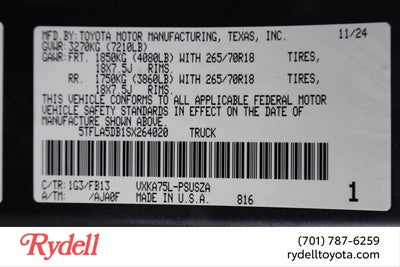 MFD. BY: TOYOTA MOTOR MANUFACTURING, TEXAS, INC. 11/24
GVWR: 3270KG (7210LB)
GAWR: FRT. 1850KG (4080LB) WITH 265/70R18 TIRES,
18X7.5J RIMS.
RR. 1750KG (3860LB) WITH 265/70R18 TIRES,
18X7.5J RIMS.
THIS VEHICLE CONFORMS TO ALL APPLICABLE FEDERAL MOTOR
VEHICLE SAFETY STANDARDS IN EFFECT ON THE DATE OF
MANUFACTURE SHOWN ABOVE.
5TFLA5DB1SX264020 TRUCK
C/TR: 1G3/FB13 VXKA75L-PSUSZA
A/TM: /AJA0F MADE IN U.S.A. 816
1
Rydell
(701) 787-6259
rydelltoyota.com